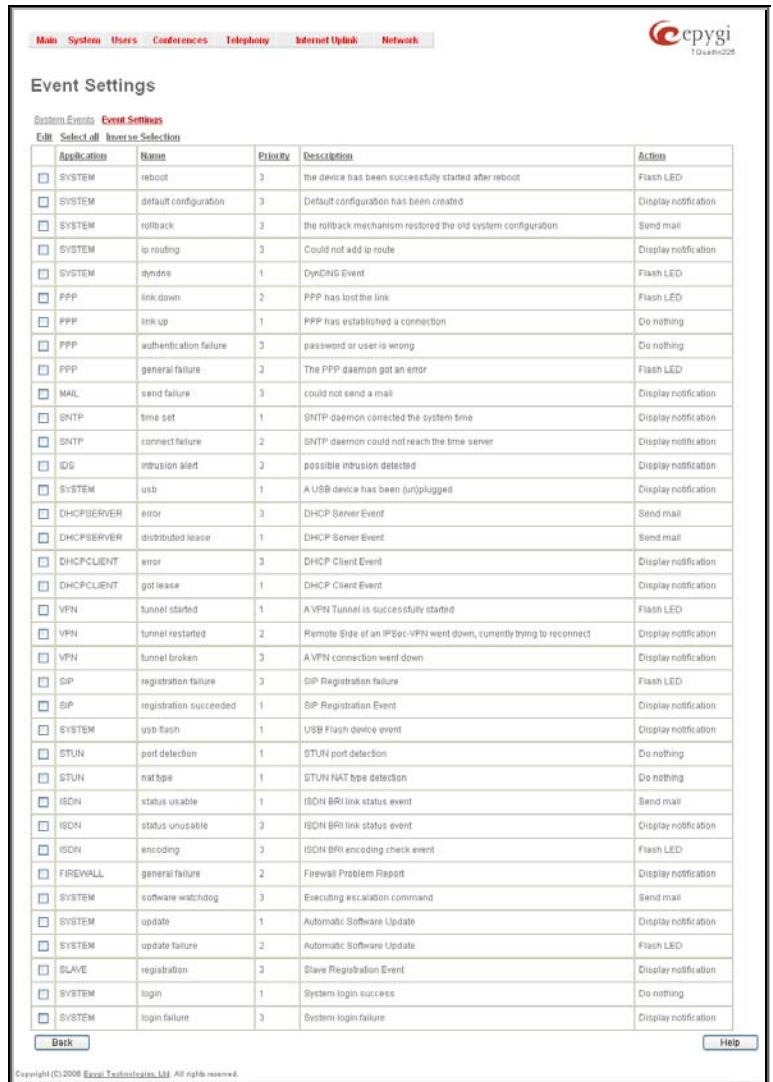 Main System Users Conferences Telephony Internet Uplink Network
epygi
Event Settings
System Events Event Settings
Edit Select all Inverse Selection
Application Name Priority Description Action
SYSTEM reboot 3 the device has been successfully started after reboot Flash LED
SYSTEM default configuration 3 Default configuration has been created Display notification
SYSTEM rollback 3 the rollback mechanism restored the old system configuration Send mail
SYSTEM ip routing 3 Could not add ip route Display notification
SYSTEM dyndns 1 DynDNS Event Flash LED
PPP link down 2 PPP has lost the link Flash LED
PPP link up 1 PPP has established a connection Do nothing
PPP authentication failure 3 password or user is wrong Do nothing
PPP general failure 3 The PPP daemon got an error Flash LED
MAIL send failure 3 could not send a mail Display notification
SNTP time set 1 SNTP daemon corrected the system time Display notification
SNTP connect failure 2 SNTP daemon could not reach the time server Display notification
IDS intrusion alert 3 possible intrusion detected Display notification
SYSTEM usb 1 A USB device has been (un)plugged Display notification
DHCPSERVER error 3 DHCP Server Event Send mail
DHCPSERVER distributed lease 1 DHCP Server Event Send mail
DHCPCLIENT error 3 DHCP Client Event Display notification
DHCPCLIENT got lease 1 DHCP Client Event Display notification
VPN tunnel started 1 A VPN Tunnel is successfully started Flash LED
VPN tunnel restarted 2 Remote Side of an IPSec-VPN went down, currently trying to reconnect Display notification
VPN tunnel broken 3 A VPN connection went down Display notification
SIP registration failure 3 SIP Registration failure Flash LED
SIP registration succeeded 1 SIP Registration Event Display notification
SYSTEM usb flash 1 USB Flash device event Display notification
STUN port detection 1 STUN port detection Do nothing
STUN nat type 1 STUN NAT type detection Do nothing
ISDN status usable 1 ISDN BRI link status event Send mail
ISDN status unusable 3 ISDN BRI link status event Display notification
ISDN encoding 3 ISDN BRI encoding check event Flash LED
FIREWALL general failure 2 Firewall Problem Report Display notification
SYSTEM software watchdog 3 Executing escalation command Send mail
SYSTEM update 1 Automatic Software Update Display notification
SYSTEM update failure 2 Automatic Software Update Flash LED
SLAVE registration 3 Slave Registration Event Display notification
SYSTEM login 1 System login success Do nothing
SYSTEM login failure 3 System login failure Display notification
Back Help
Copyright (C) 2008 Epygi Technologies, Ltd. All rights reserved.